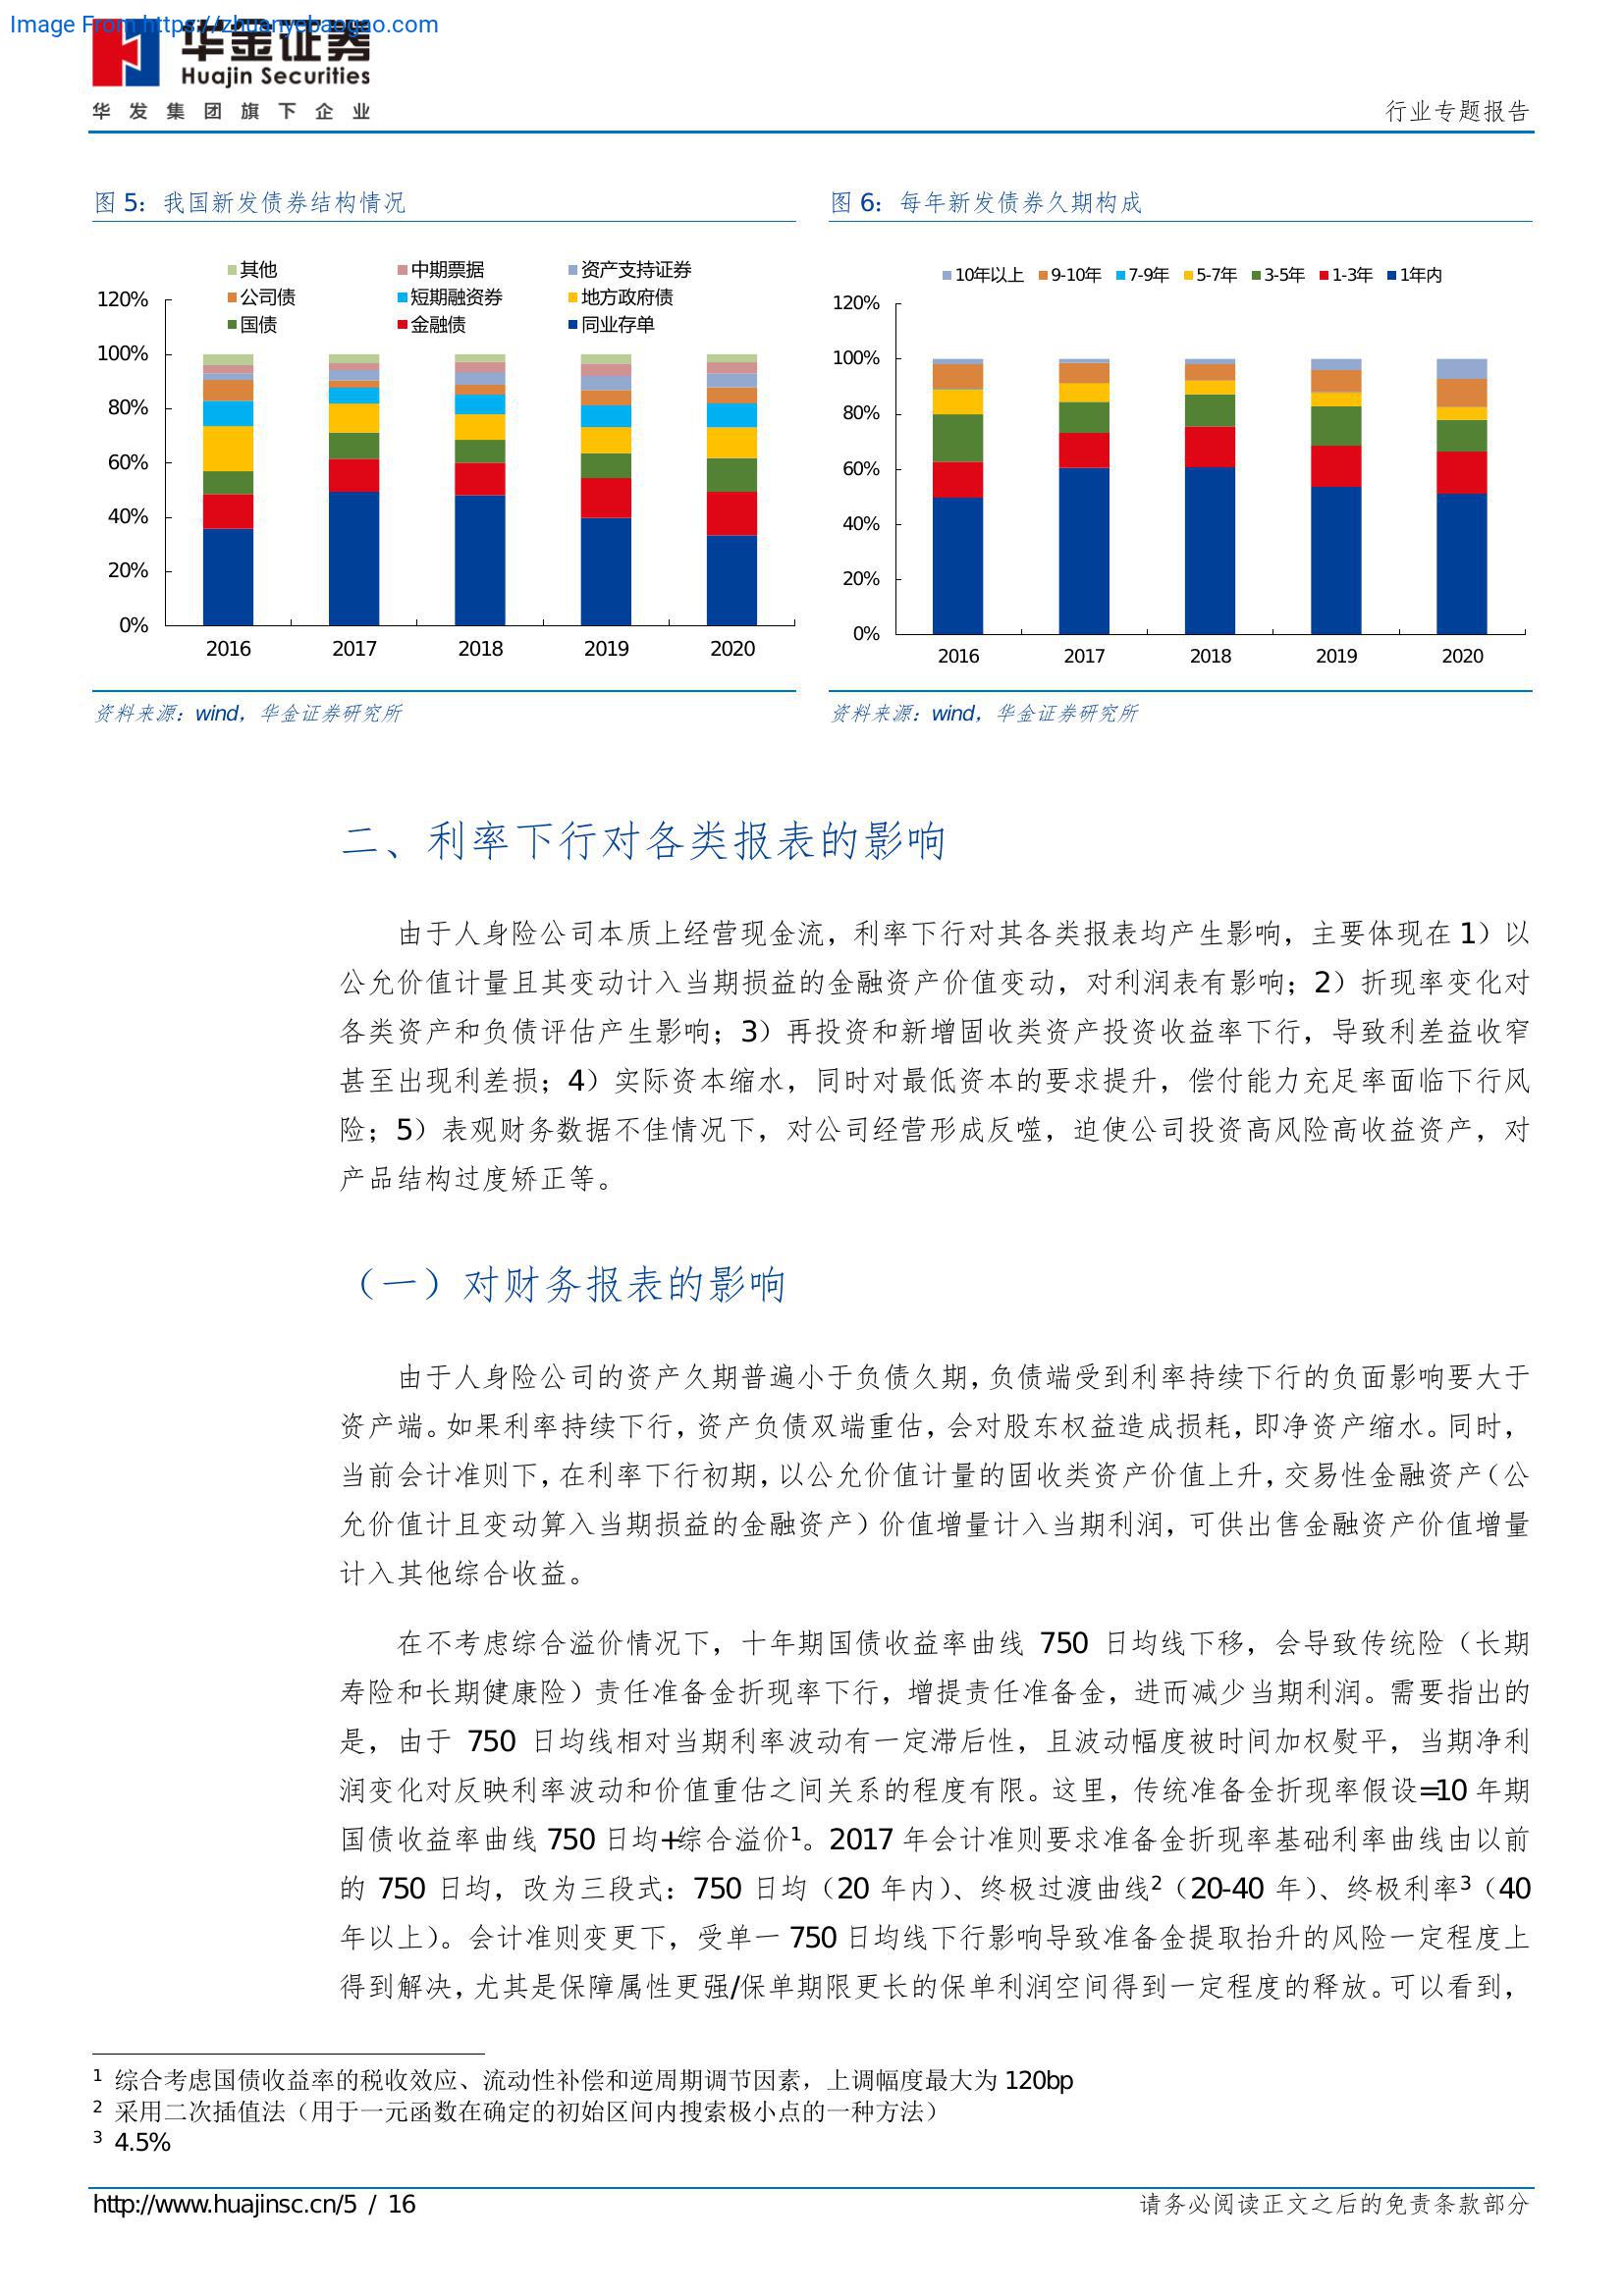 Image From https://zhuanyebaogao.com
华金证券
Huajin Securities
华发集团旗下企业
行业专题报告
图 5：我国新发债券结构情况
其他 中期票据 资产支持证券
公司债 短期融资券 地方政府债
国债 金融债 同业存单
120%
100%
80%
60%
40%
20%
0%
2016 2017 2018 2019 2020
资料来源：wind，华金证券研究所
图 6：每年新发债券久期构成
10年以上 9-10年 7-9年 5-7年 3-5年 1-3年 1年内
120%
100%
80%
60%
40%
20%
0%
2016 2017 2018 2019 2020
资料来源：wind，华金证券研究所
二、利率下行对各类报表的影响
由于人身险公司本质上经营现金流，利率下行对其各类报表均产生影响，主要体现在 1）以
公允价值计量且其变动计入当期损益的金融资产价值变动，对利润表有影响；2）折现率变化对
各类资产和负债评估产生影响；3）再投资和新增固收类资产投资收益率下行，导致利差益收窄
甚至出现利差损；4）实际资本缩水，同时对最低资本的要求提升，偿付能力充足率面临下行风
险；5）表观财务数据不佳情况下，对公司经营形成反噬，迫使公司投资高风险高收益资产，对
产品结构过度矫正等。
（一）对财务报表的影响
由于人身险公司的资产久期普遍小于负债久期，负债端受到利率持续下行的负面影响要大于
资产端。如果利率持续下行，资产负债双端重估，会对股东权益造成损耗，即净资产缩水。同时，
当前会计准则下，在利率下行初期，以公允价值计量的固收类资产价值上升，交易性金融资产（公
允价值计且变动算入当期损益的金融资产）价值增量计入当期利润，可供出售金融资产价值增量
计入其他综合收益。
在不考虑综合溢价情况下，十年期国债收益率曲线 750 日均线下移，会导致传统险（长期
寿险和长期健康险）责任准备金折现率下行，增提责任准备金，进而减少当期利润。需要指出的
是，由于 750 日均线相对当期利率波动有一定滞后性，且波动幅度被时间加权熨平，当期净利
润变化对反映利率波动和价值重估之间关系的程度有限。这里，传统准备金折现率假设=10 年期
国债收益率曲线 750 日均+综合溢价1。2017 年会计准则要求准备金折现率基础利率曲线由以前
的 750 日均，改为三段式：750 日均（20 年内）、终极过渡曲线2（20-40 年）、终极利率3（40
年以上）。会计准则变更下，受单一 750 日均线下行影响导致准备金提取抬升的风险一定程度上
得到解决，尤其是保障属性更强/保单期限更长的保单利润空间得到一定程度的释放。可以看到，
1 综合考虑国债收益率的税收效应、流动性补偿和逆周期调节因素，上调幅度最大为 120bp
2 采用二次插值法（用于一元函数在确定的初始区间内搜索极小点的一种方法）
3 4.5%
http://www.huajinsc.cn/5 / 16
请务必阅读正文之后的免责条款部分